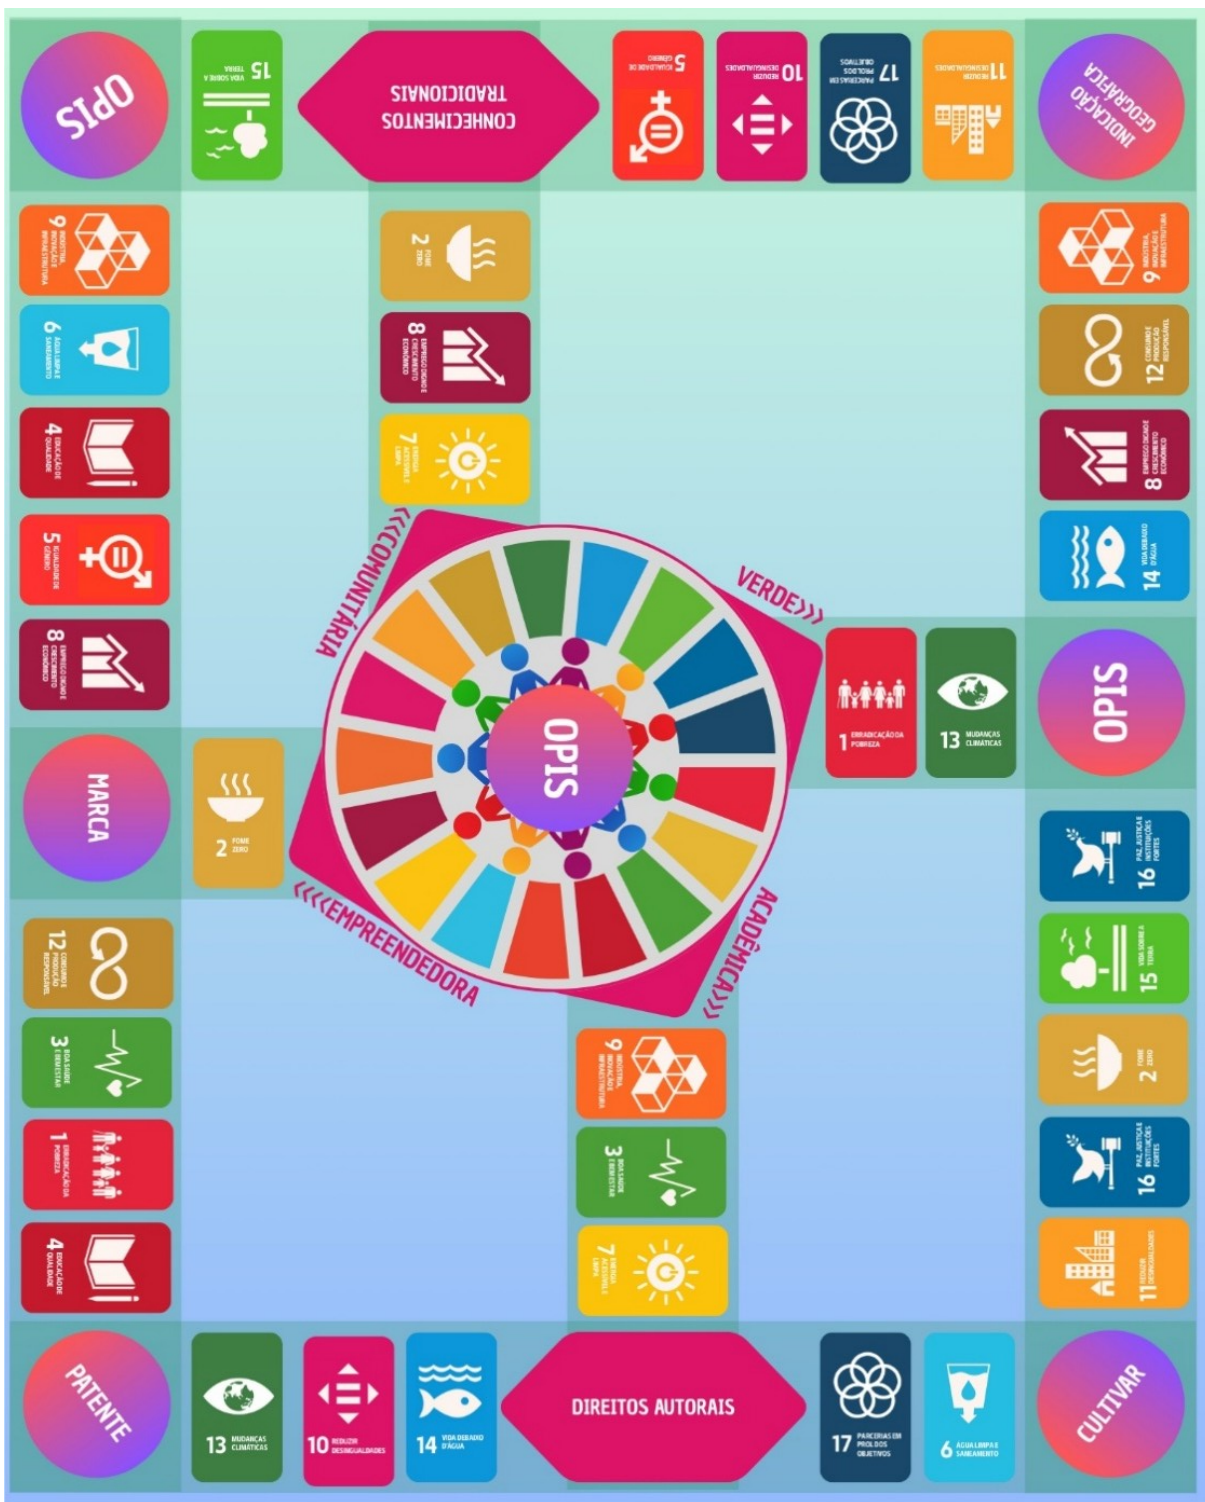 OPIS
15 VIDA SOBRE A
TERRA
CONHECIMENTOS
TRADICIONAIS
5 IGUALDADE DE
GÊNERO
10 REDUZIR
DESINGUALDADES
17 PARCERIAS EM
PROL DOS
OBJETIVOS
11 REDUZIR
DESINGUALDADES
INDICAÇÃO
GEOGRÁFICA
9 INDÚSTRIA,
INOVAÇÃO E
INFRAESTRUTURA
6 ÁGUA LIMPA E
SANEAMENTO
4 EDUCAÇÃO DE
QUALIDADE
5 IGUALDADE DE
GÊNERO
8 EMPREGO DIGNO E
CRESCIMENTO
ECONÔMICO
2 FOME
ZERO
8 EMPREGO DIGNO E
CRESCIMENTO
ECONÔMICO
7 ENERGIA
ACESSÍVEL E
LIMPA
9 INDÚSTRIA,
INOVAÇÃO E
INFRAESTRUTURA
12 CONSUMO E
PRODUÇÃO
RESPONSÁVEL
8 EMPREGO DIGNO E
CRESCIMENTO
ECONÔMICO
14 VIDA DEBAIXO
D'ÁGUA
<<<COMUNITÁRIA
VERDE>>>
OPIS
<<<<EMPREENDEDORA
ACADÊMICA>>>
1 ERRADICAÇÃO DA
POBREZA
13 MUDANÇAS
CLIMÁTICAS
OPIS
MARCA
2 FOME
ZERO
12 CONSUMO E
PRODUÇÃO
RESPONSÁVEL
3 BOA SAÚDE
E BEM ESTAR
1 ERRADICAÇÃO DA
POBREZA
4 EDUCAÇÃO DE
QUALIDADE
9 INDÚSTRIA,
INOVAÇÃO E
INFRAESTRUTURA
3 BOA SAÚDE
E BEM ESTAR
7 ENERGIA
ACESSÍVEL E
LIMPA
16 PAZ, JUSTIÇA E
INSTITUIÇÕES
FORTES
15 VIDA SOBRE A
TERRA
2 FOME
ZERO
16 PAZ, JUSTIÇA E
INSTITUIÇÕES
FORTES
11 REDUZIR
DESINGUALDADES
PATENTE
13 MUDANÇAS
CLIMÁTICAS
10 REDUZIR
DESINGUALDADES
14 VIDA DEBAIXO
D'ÁGUA
DIREITOS AUTORAIS
17 PARCERIAS EM
PROL DOS
OBJETIVOS
6 ÁGUA LIMPA E
SANEAMENTO
CULTIVAR